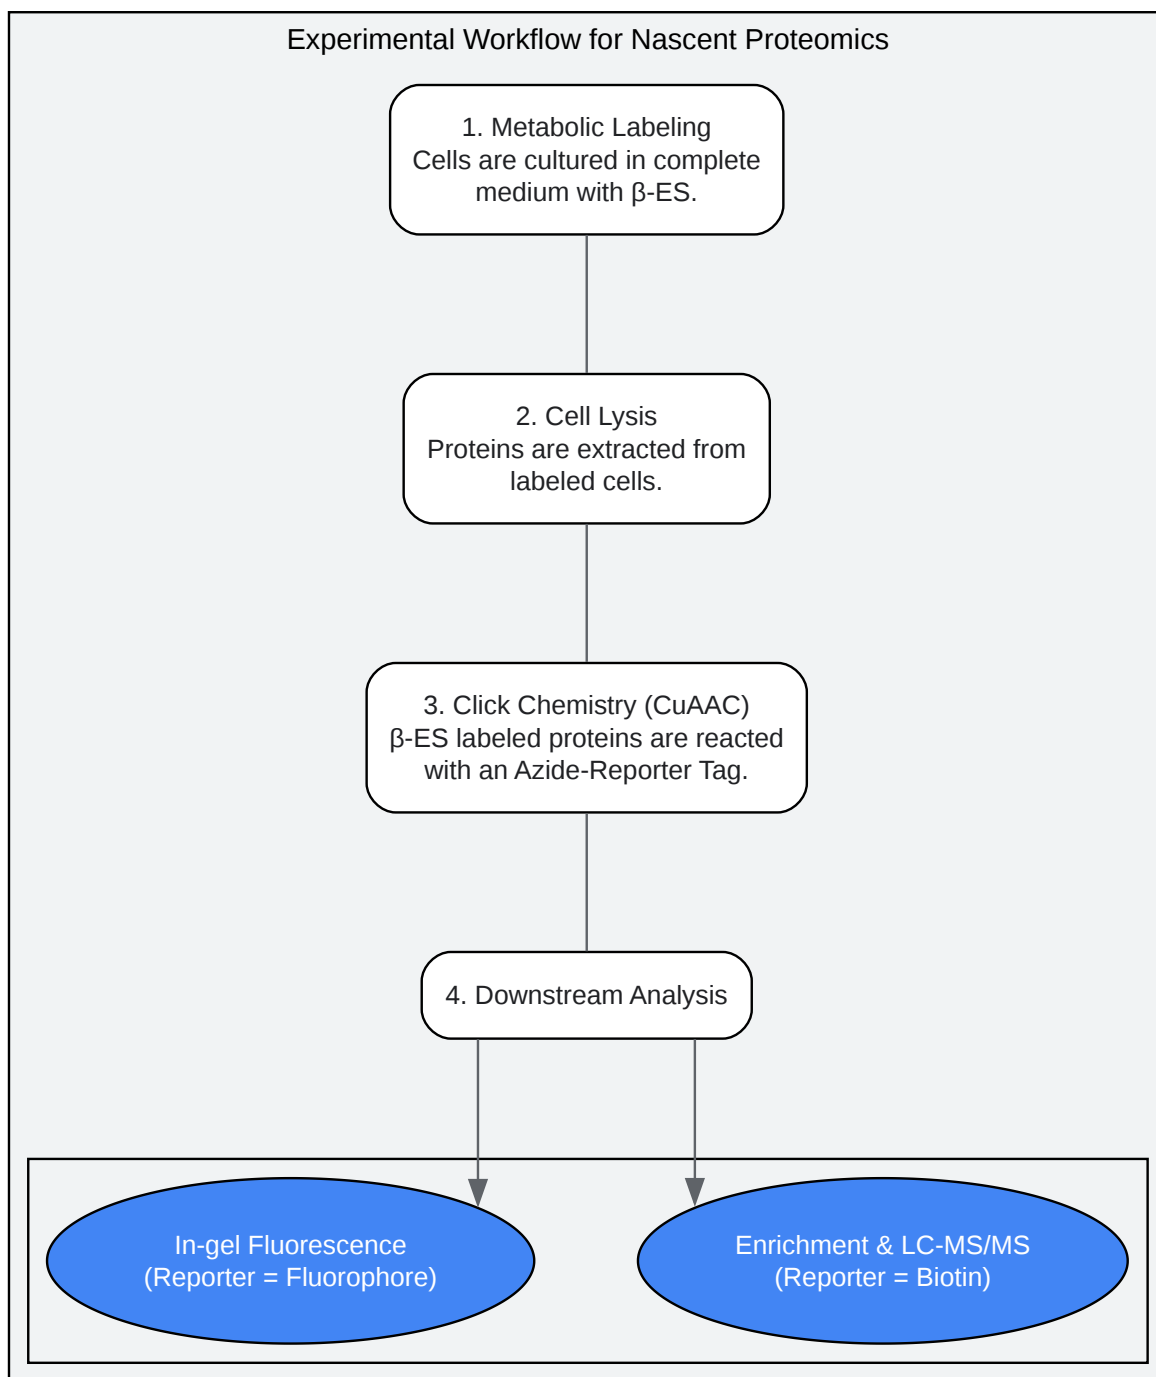 Experimental Workflow for Nascent Proteomics
1. Metabolic Labeling
Cells are cultured in complete
medium with β-ES.
2. Cell Lysis
Proteins are extracted from
labeled cells.
3. Click Chemistry (CuAAC)
β-ES labeled proteins are reacted
with an Azide-Reporter Tag.
4. Downstream Analysis
In-gel Fluorescence
(Reporter = Fluorophore)
Enrichment & LC-MS/MS
(Reporter = Biotin)